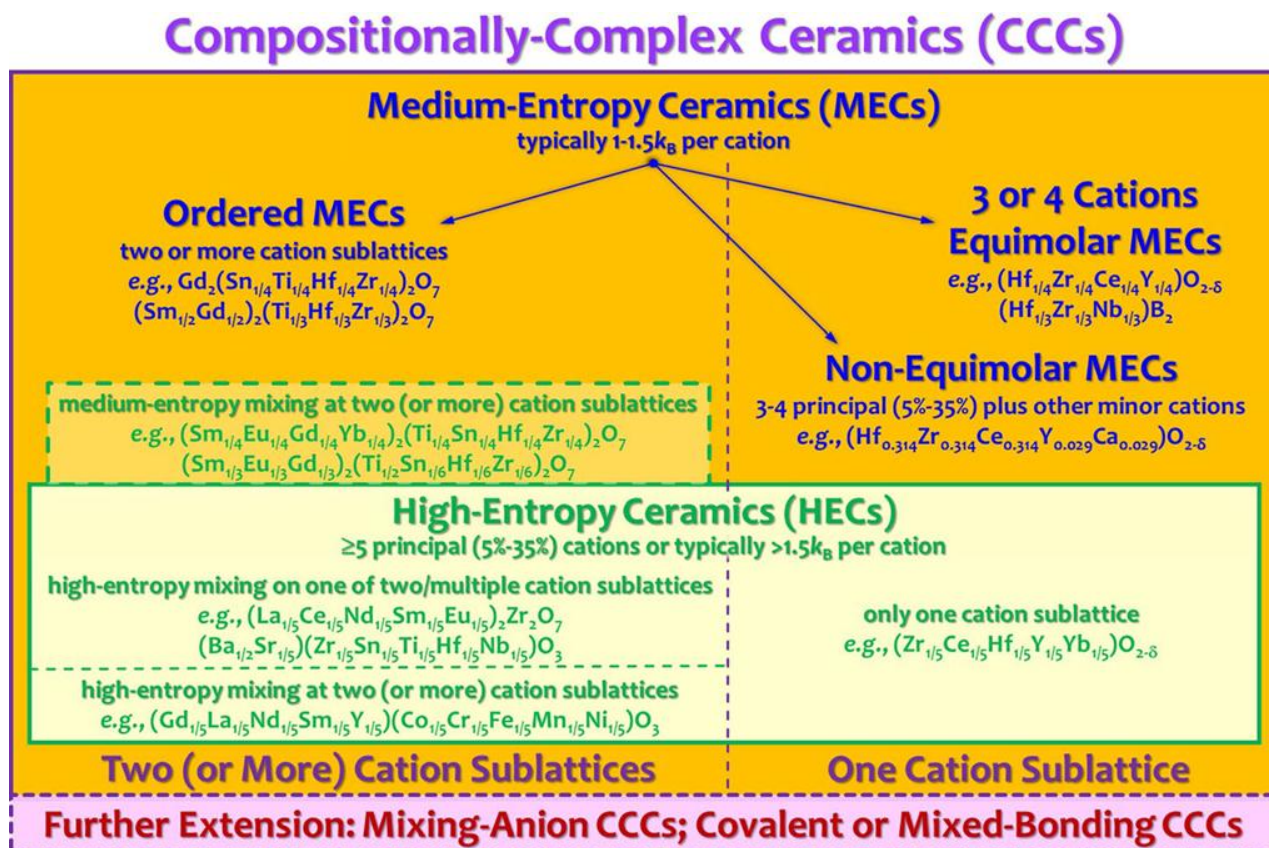 Compositionally-Complex Ceramics (CCCs)
Medium-Entropy Ceramics (MECs)
typically 1-1.5k_B per cation
Ordered MECs
two or more cation sublattices
e.g., Gd₂(Sn₁/₄Ti₁/₄Hf₁/₄Zr₁/₄)₂O₇
(Sm₁/₂Gd₁/₂)₂(Ti₁/₃Hf₁/₃Zr₁/₃)₂O₇
3 or 4 Cations
Equimolar MECs
e.g., (Hf₁/₄Zr₁/₄Ce₁/₄Y₁/₄)O₂₋δ
(Hf₁/₃Zr₁/₃Nb₁/₃)B₂
Non-Equimolar MECs
3-4 principal (5%-35%) plus other minor cations
e.g., (Hf₀.₃₁₄Zr₀.₃₁₄Ce₀.₃₁₄Y₀.₀₂₉Ca₀.₀₂₉)O₂₋δ
medium-entropy mixing at two (or more) cation sublattices
e.g., (Sm₁/₄Eu₁/₄Gd₁/₄Yb₁/₄)₂(Ti₁/₄Sn₁/₄Hf₁/₄Zr₁/₄)₂O₇
(Sm₁/₃Eu₁/₃Gd₁/₃)₂(Ti₁/₂Sn₁/₆Hf₁/₆Zr₁/₆)₂O₇
High-Entropy Ceramics (HECs)
≥5 principal (5%-35%) cations or typically >1.5k_B per cation
high-entropy mixing on one of two/multiple cation sublattices
e.g., (La₁/₅Ce₁/₅Nd₁/₅Sm₁/₅Eu₁/₅)₂Zr₂O₇
(Ba₁/₂Sr₁/₅)(Zr₁/₅Sn₁/₅Ti₁/₅Hf₁/₅Nb₁/₅)O₃
only one cation sublattice
e.g., (Zr₁/₅Ce₁/₅Hf₁/₅Y₁/₅Yb₁/₅)O₂₋δ
high-entropy mixing at two (or more) cation sublattices
e.g., (Gd₁/₅La₁/₅Nd₁/₅Sm₁/₅Y₁/₅)(Co₁/₅Cr₁/₅Fe₁/₅Mn₁/₅Ni₁/₅)O₃
Two (or More) Cation Sublattices
One Cation Sublattice
Further Extension: Mixing-Anion CCCs; Covalent or Mixed-Bonding CCCs